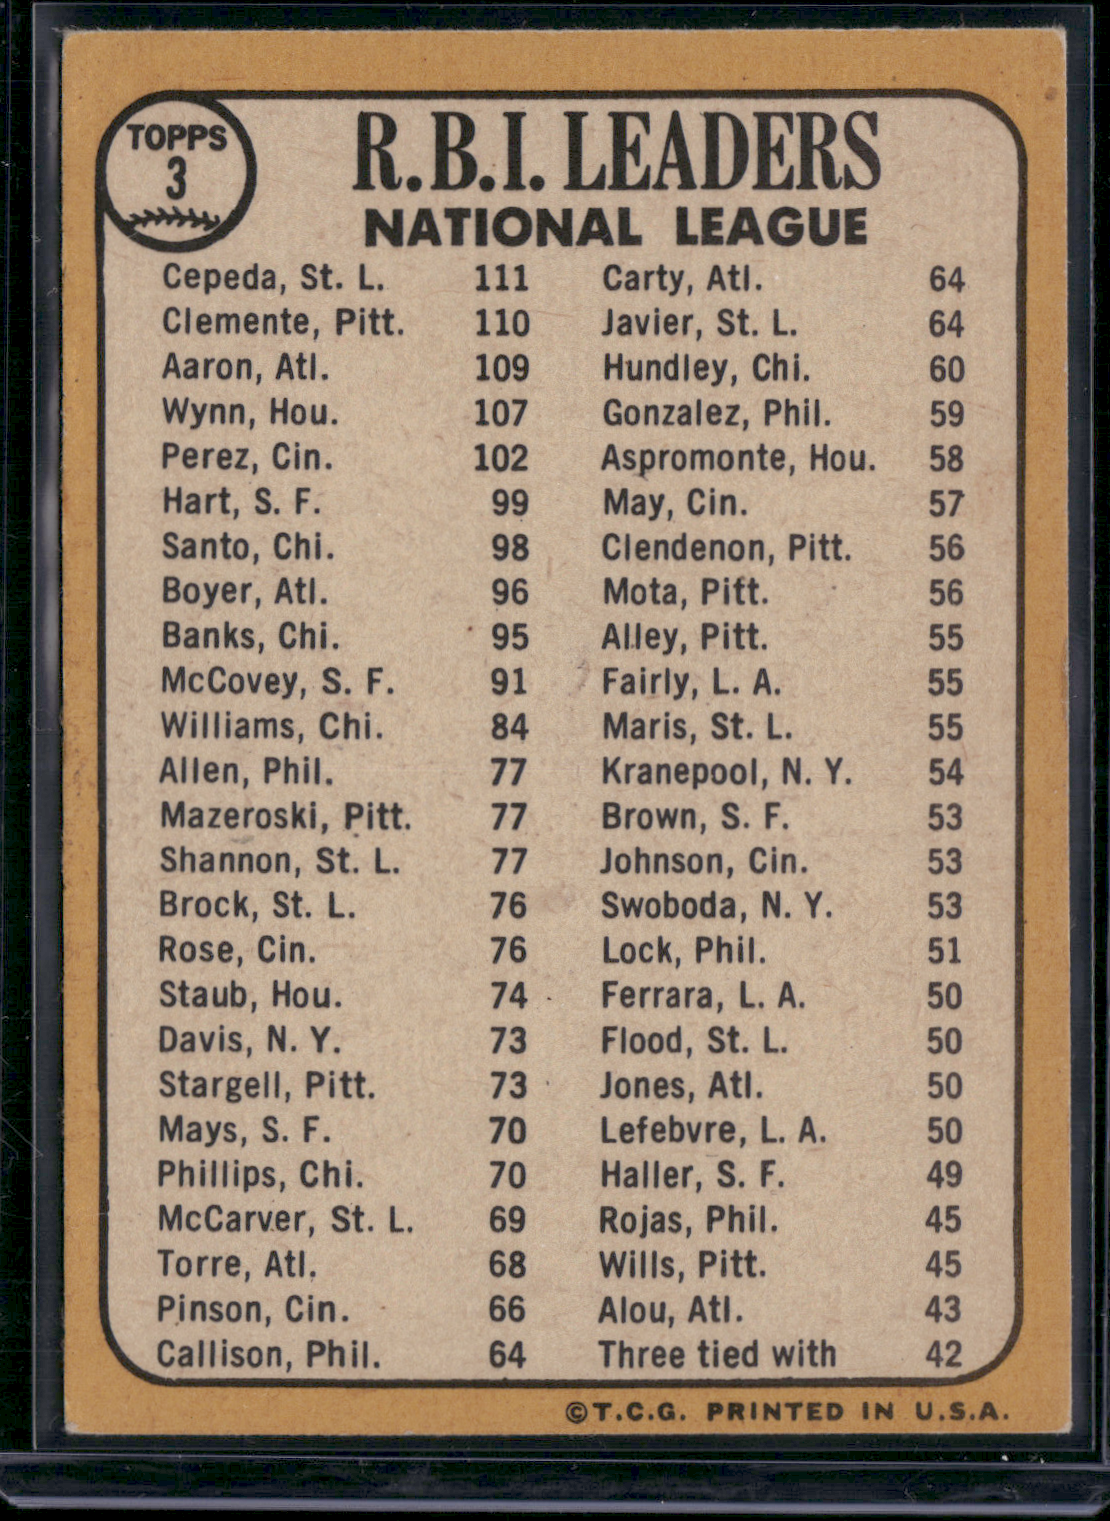 TOPPS
3
R.B.I. LEADERS
NATIONAL LEAGUE
Cepeda, St. L. 111
Clemente, Pitt. 110
Aaron, Atl. 109
Wynn, Hou. 107
Perez, Cin. 102
Hart, S. F. 99
Santo, Chi. 98
Boyer, Atl. 96
Banks, Chi. 95
McCovey, S. F. 91
Williams, Chi. 84
Allen, Phil. 77
Mazeroski, Pitt. 77
Shannon, St. L. 77
Brock, St. L. 76
Rose, Cin. 76
Staub, Hou. 74
Davis, N. Y. 73
Stargell, Pitt. 73
Mays, S. F. 70
Phillips, Chi. 70
McCarver, St. L. 69
Torre, Atl. 68
Pinson, Cin. 66
Callison, Phil. 64
Carty, Atl. 64
Javier, St. L. 64
Hundley, Chi. 60
Gonzalez, Phil. 59
Aspromonte, Hou. 58
May, Cin. 57
Clendenon, Pitt. 56
Mota, Pitt. 56
Alley, Pitt. 55
Fairly, L. A. 55
Maris, St. L. 55
Kranepool, N. Y. 54
Brown, S. F. 53
Johnson, Cin. 53
Swoboda, N. Y. 53
Lock, Phil. 51
Ferrara, L. A. 50
Flood, St. L. 50
Jones, Atl. 50
Lefebvre, L. A. 50
Haller, S. F. 49
Rojas, Phil. 45
Wills, Pitt. 45
Alou, Atl. 43
Three tied with 42
©T.C.G. PRINTED IN U.S.A.